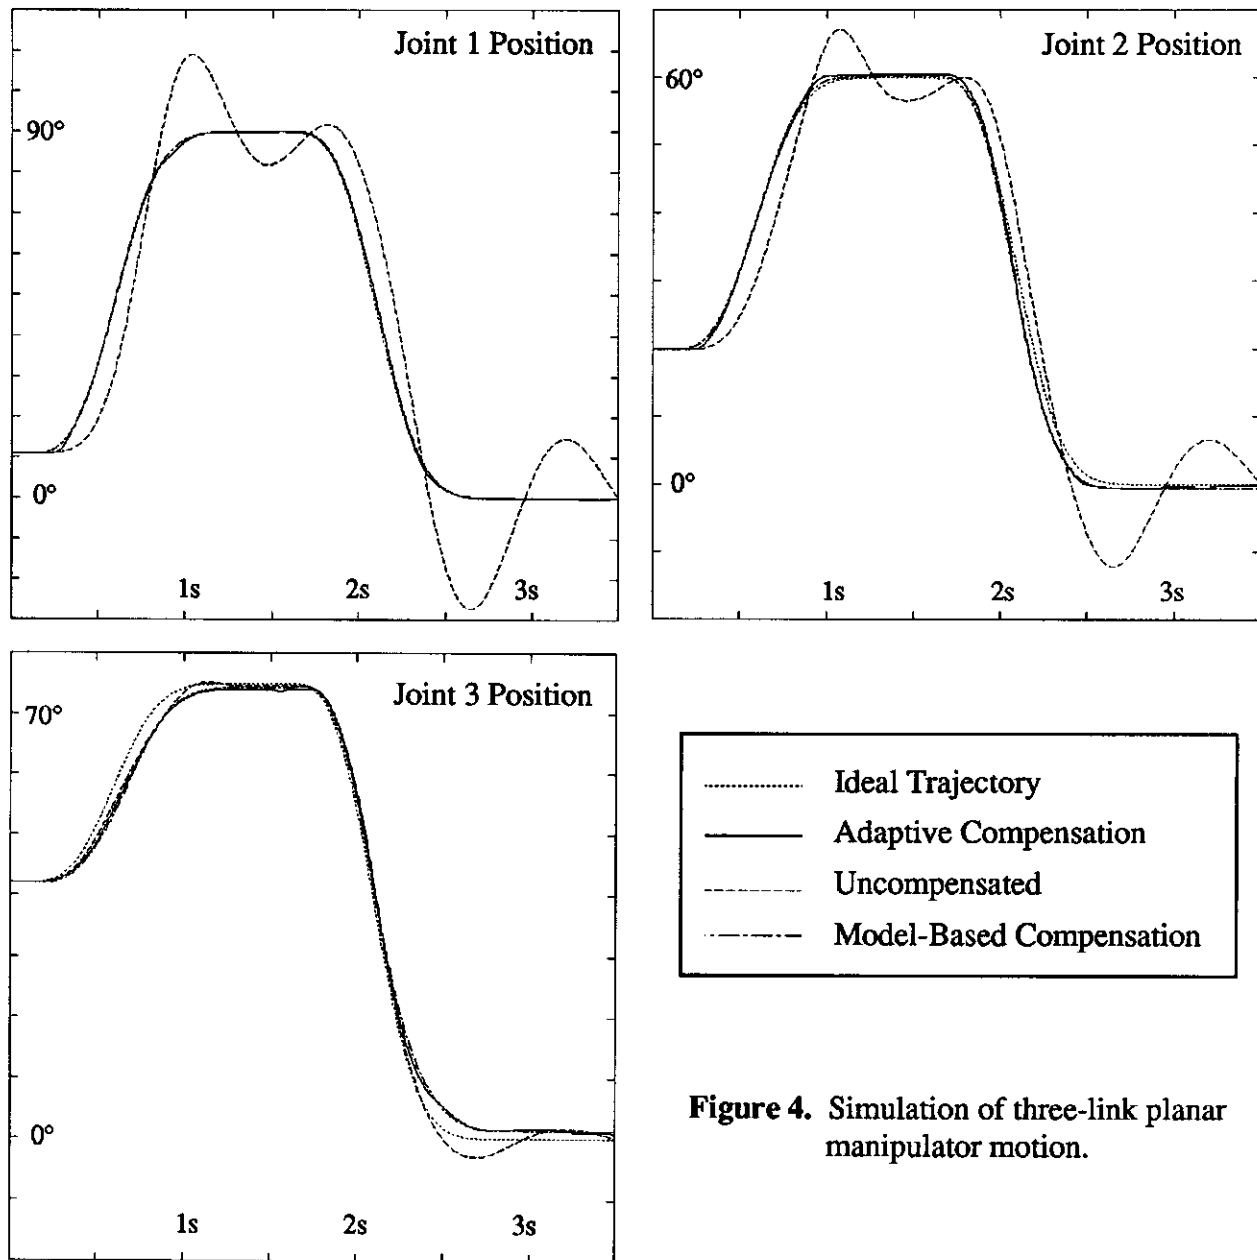 Joint 1 Position
90°
0°
1s
2s
3s
Joint 2 Position
60°
0°
1s
2s
3s
Joint 3 Position
70°
0°
1s
2s
3s
Ideal Trajectory
Adaptive Compensation
Uncompensated
Model-Based Compensation
Figure 4. Simulation of three-link planar
manipulator motion.